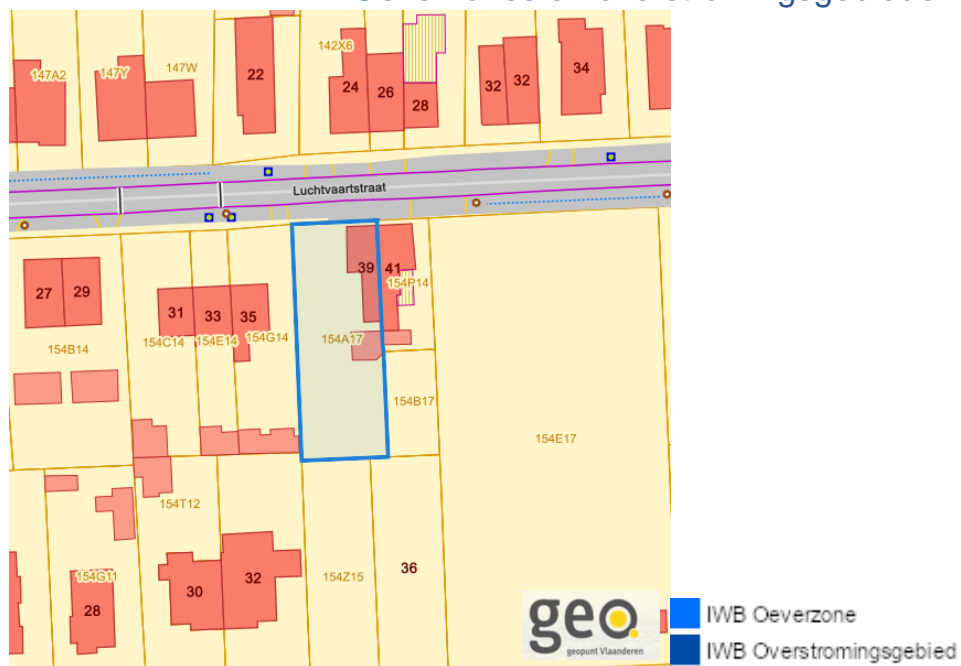 147A2
147Y
147W
22
142X6
24
26
28
32
32
34
Luchtvaartstraat
27
29
154B14
31
33
35
154C14
154E14
154G14
39
41
154P14
154A17
154B17
154E17
154T12
154G11
28
30
32
154Z15
36
geo
geopunt Vlaanderen
IWB Oeverzone
IWB Overstromingsgebied